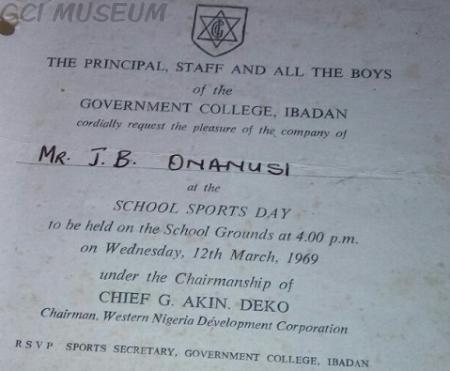 GCI MUSEUM
THE PRINCIPAL, STAFF AND ALL THE BOYS
of the
GOVERNMENT COLLEGE, IBADAN
cordially request the pleasure of the company of
MR. J. B. ONANUSI
at the
SCHOOL SPORTS DAY
to be held on the School Grounds at 4.00 p.m.
on Wednesday, 12th March, 1969
under the Chairmanship of
CHIEF G. AKIN. DEKO
Chairman, Western Nigeria Development Corporation
R S V P SPORTS SECRETARY, GOVERNMENT COLLEGE, IBADAN